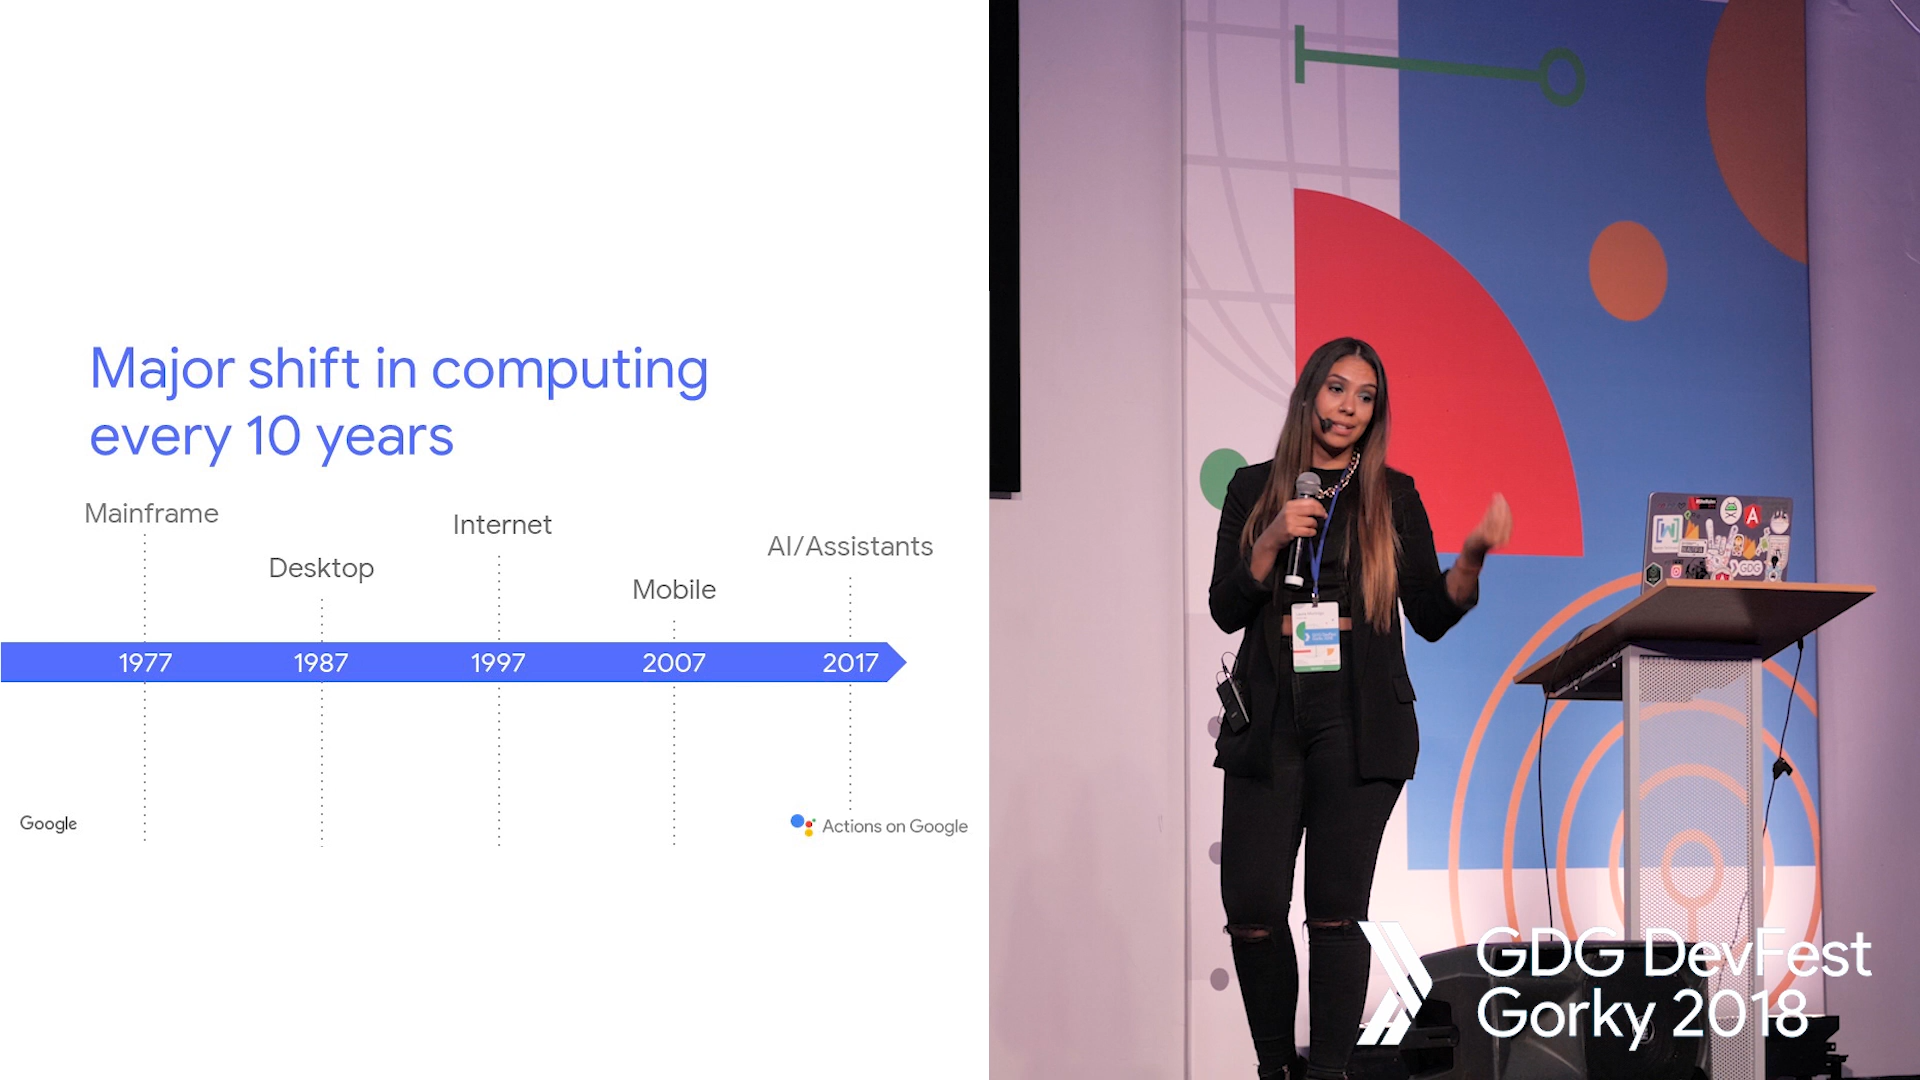 Major shift in computing
every 10 years
Mainframe
Desktop
Internet
Mobile
AI/Assistants
1977
1987
1997
2007
2017
Google
Actions on Google
GDG
GDG DevFest
Gorky 2018